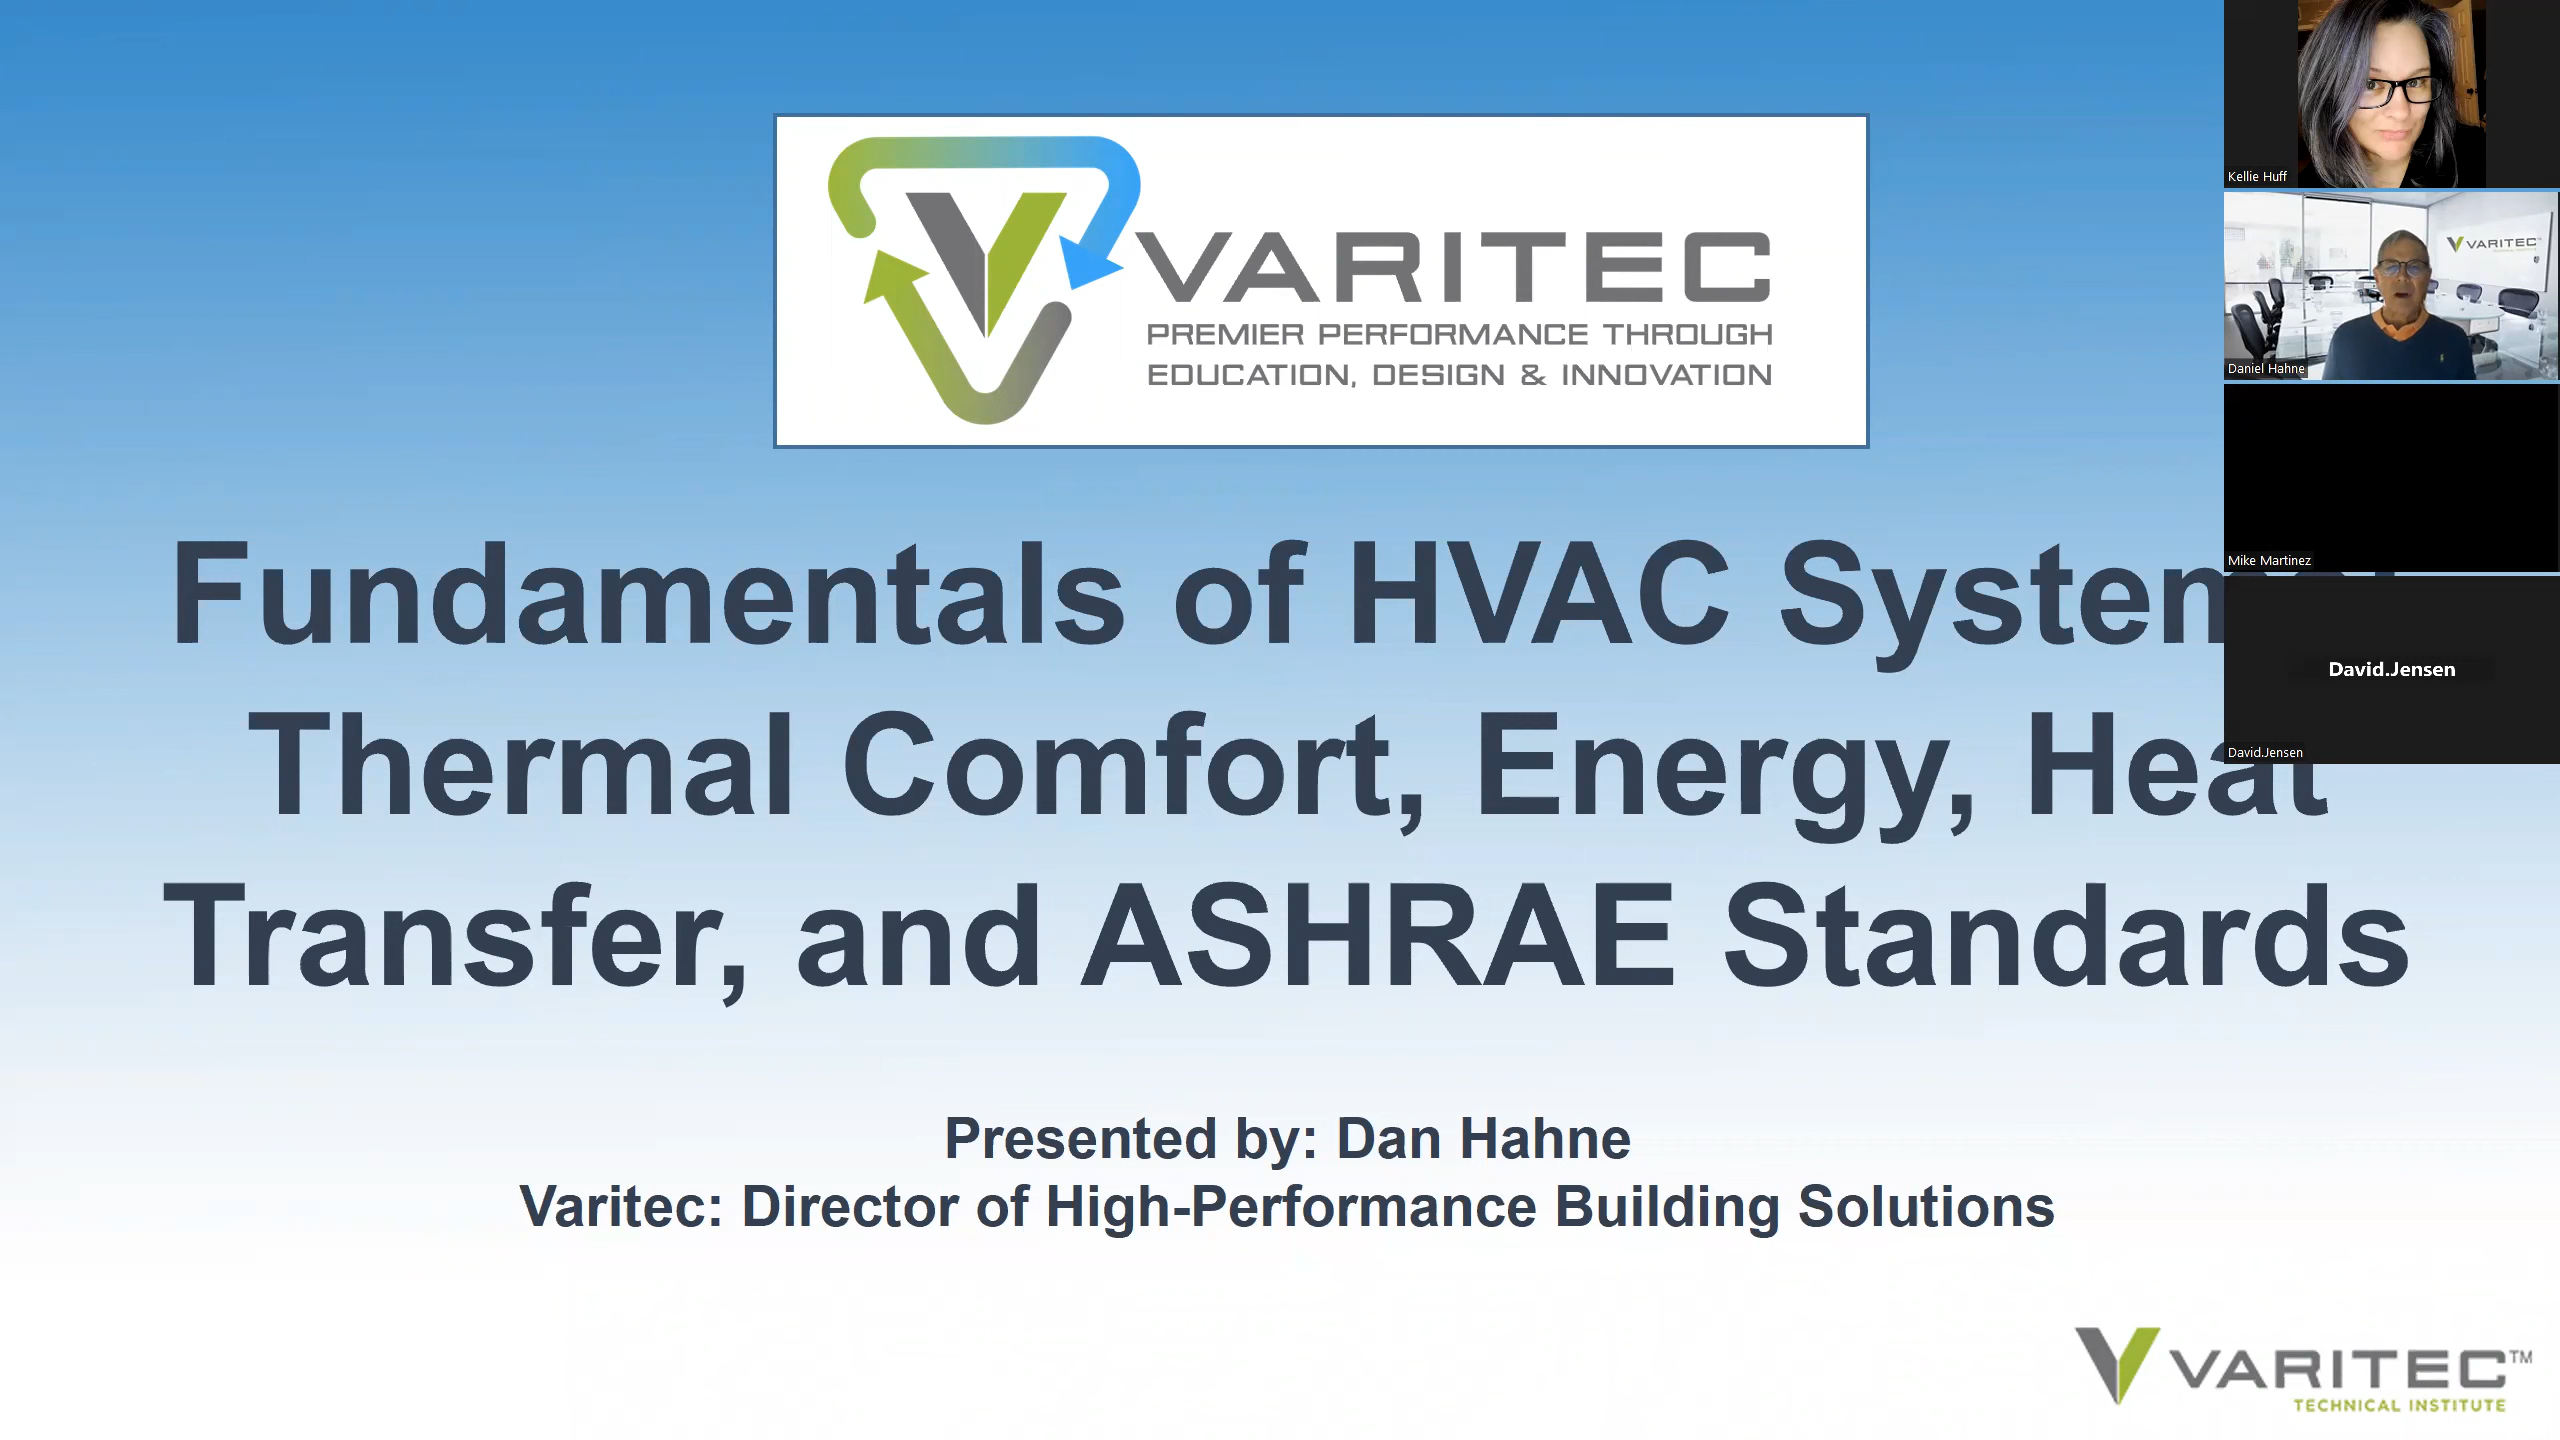 VARITEC
PREMIER PERFORMANCE THROUGH
EDUCATION, DESIGN & INNOVATION
Fundamentals of HVAC
Thermal Comfort, Energy, Heat
Transfer, and ASHRAE Standards
Presented by: Dan Hahne
Varitec: Director of High-Performance Building Solutions
VARITEC™
TECHNICAL INSTITUTE
Kellie Huff
VARITEC
Daniel Hahne
Mike Martinez
David.Jensen
David.Jensen